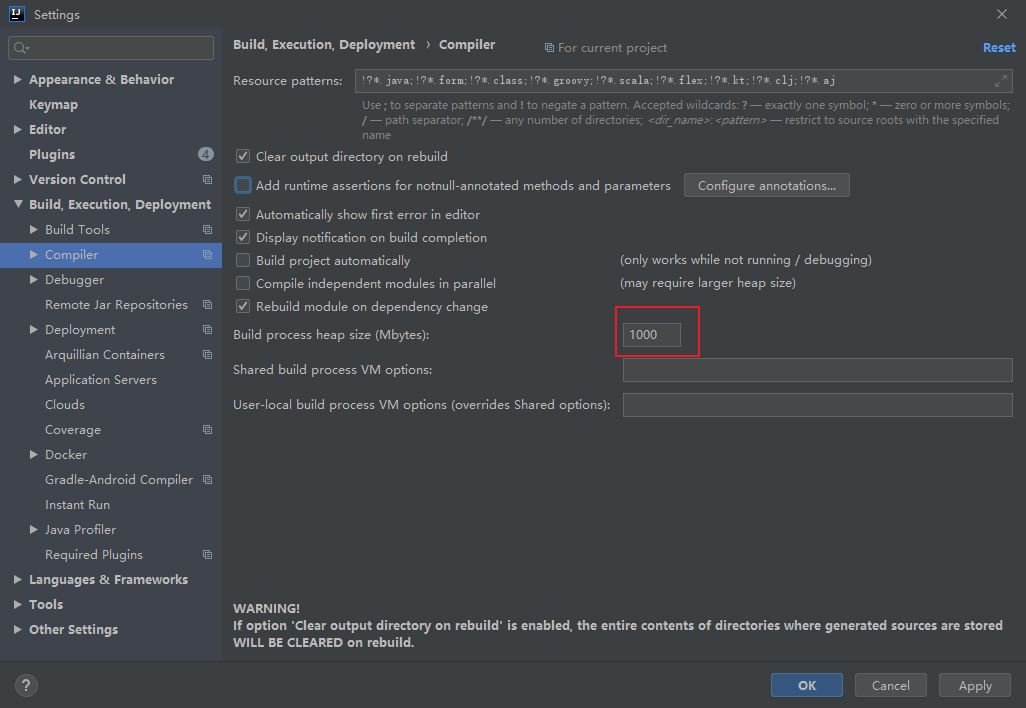 IJ
Settings
Appearance & Behavior
Keymap
Editor
Plugins
4
Version Control
Build, Execution, Deployment
Build Tools
Compiler
Debugger
Remote Jar Repositories
Deployment
Arquillian Containers
Application Servers
Clouds
Coverage
Docker
Gradle-Android Compiler
Instant Run
Java Profiler
Required Plugins
Languages & Frameworks
Tools
Other Settings
Build, Execution, Deployment › Compiler
For current project
Reset
Resource patterns:
!?*.java;!?*.form;!?*.class;!?*.groovy;!?*.scala;!?*.flex;!?*.kt;!?*.clj;!?*.aj
Use ; to separate patterns and ! to negate a pattern. Accepted wildcards: ? — exactly one symbol; * — zero or more symbols;
/ — path separator; /**/ — any number of directories; <dir_name>:<pattern> — restrict to source roots with the specified
name
Clear output directory on rebuild
Add runtime assertions for notnull-annotated methods and parameters
Configure annotations...
Automatically show first error in editor
Display notification on build completion
Build project automatically
(only works while not running / debugging)
Compile independent modules in parallel
(may require larger heap size)
Rebuild module on dependency change
Build process heap size (Mbytes):
1000
Shared build process VM options:
User-local build process VM options (overrides Shared options):
WARNING!
If option 'Clear output directory on rebuild' is enabled, the entire contents of directories where generated sources are stored
WILL BE CLEARED on rebuild.
?
OK
Cancel
Apply